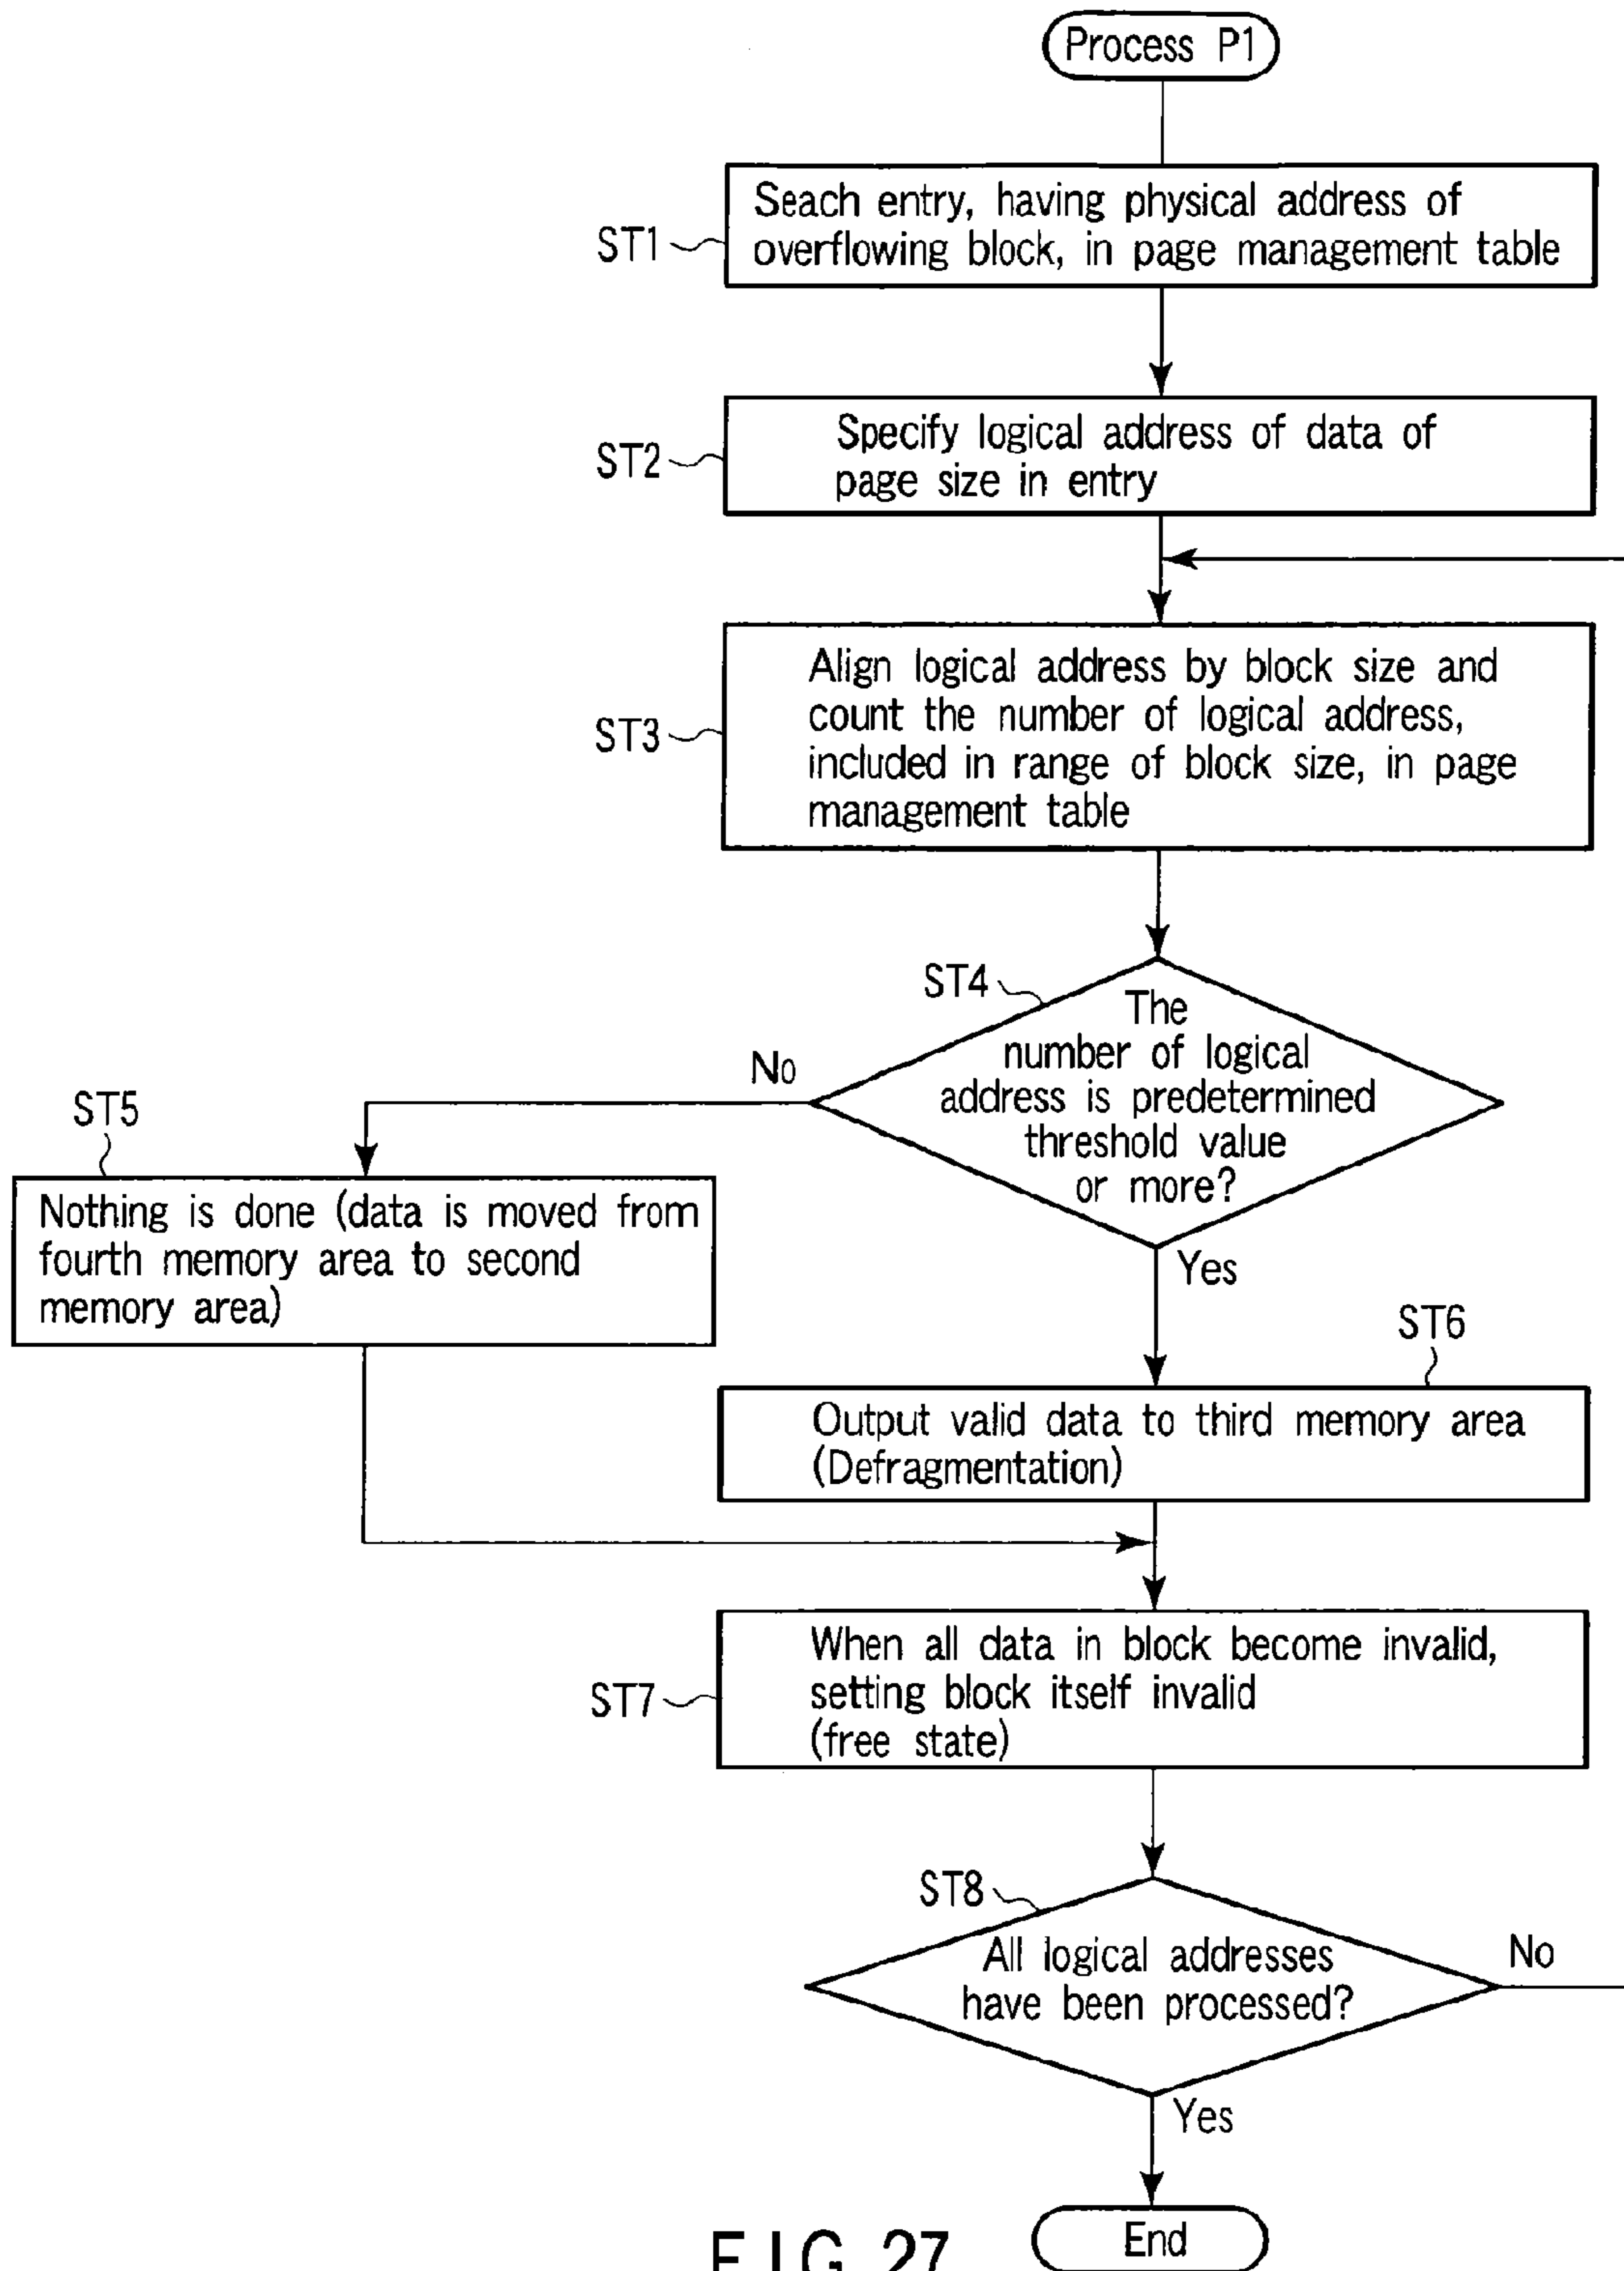 Process P1
ST1
Seach entry, having physical address of
overflowing block, in page management table
ST2
Specify logical address of data of
page size in entry
ST3
Align logical address by block size and
count the number of logical address,
included in range of block size, in page
management table
ST4
The
number of logical
address is predetermined
threshold value
or more?
No
Yes
ST5
Nothing is done (data is moved from
fourth memory area to second
memory area)
ST6
Output valid data to third memory area
(Defragmentation)
ST7
When all data in block become invalid,
setting block itself invalid
(free state)
ST8
All logical addresses
have been processed?
No
Yes
End
FIG. 27